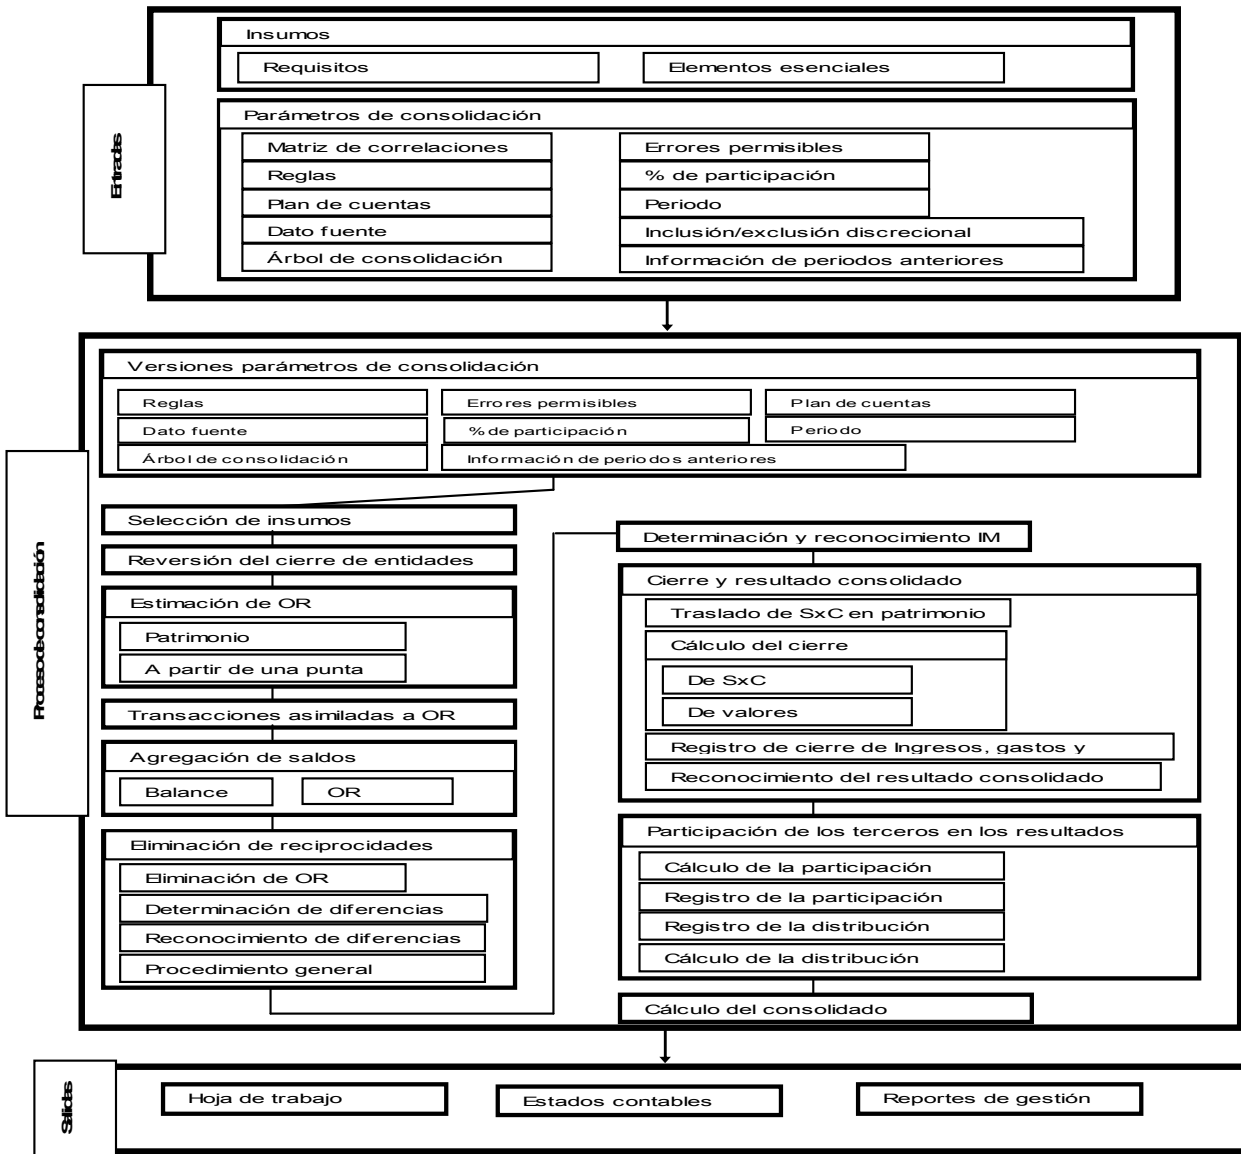 Insumos
Requisitos
Elementos esenciales
Entradas
Parámetros de consolidación
Matriz de correlaciones
Errores permisibles
Reglas
% de participación
Plan de cuentas
Periodo
Dato fuente
Inclusión/exclusión discrecional
Árbol de consolidación
Información de periodos anteriores
Versiones parámetros de consolidación
Reglas
Errores permisibles
Plan de cuentas
Dato fuente
% de participación
Periodo
Árbol de consolidación
Información de periodos anteriores
Proceso de consolidación
Selección de insumos
Reversión del cierre de entidades
Estimación de OR
Patrimonio
A partir de una punta
Transacciones asimiladas a OR
Agregación de saldos
Balance
OR
Eliminación de reciprocidades
Eliminación de OR
Determinación de diferencias
Reconocimiento de diferencias
Procedimiento general
Determinación y reconocimiento IM
Cierre y resultado consolidado
Traslado de SxC en patrimonio
Cálculo del cierre
De SxC
De valores
Registro de cierre de Ingresos, gastos y
Reconocimiento del resultado consolidado
Participación de los terceros en los resultados
Cálculo de la participación
Registro de la participación
Registro de la distribución
Cálculo de la distribución
Cálculo del consolidado
Salidas
Hoja de trabajo
Estados contables
Reportes de gestión